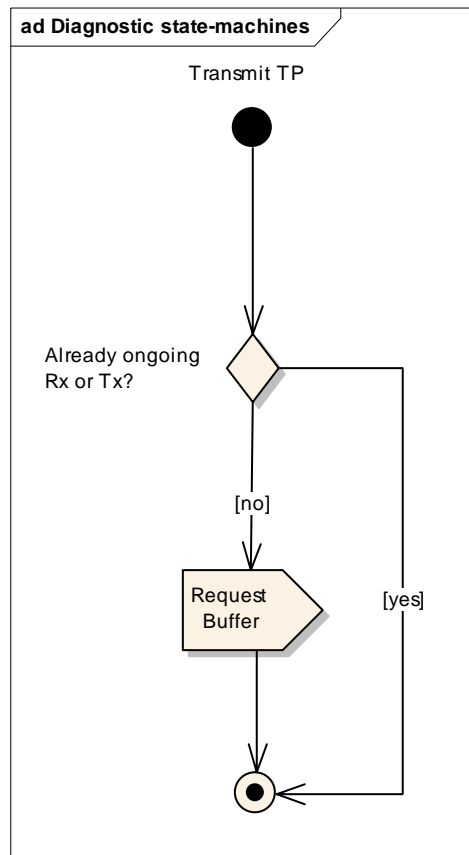 ad Diagnostic state-machines
Transmit TP
Already ongoing
Rx or Tx?
[no]
Request
Buffer
[yes]